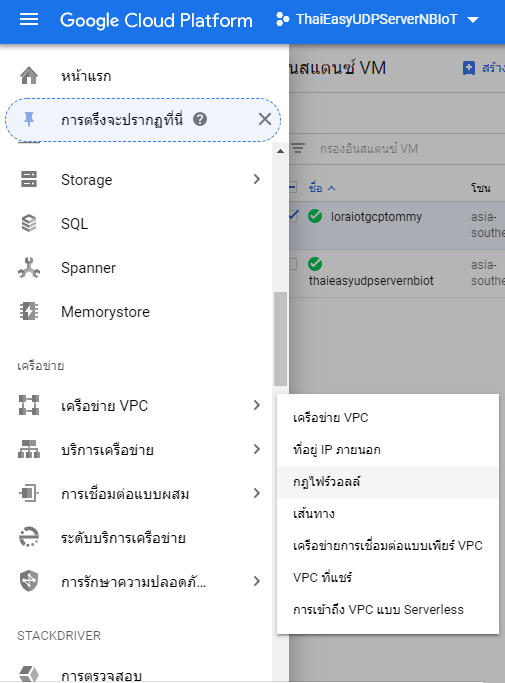 Google Cloud Platform
ThaiEasyUDPServerNBIoT
หน้าแรก
การตรึงจะปรากฏที่นี่
Storage
SQL
Spanner
Memorystore
เครือข่าย
เครือข่าย VPC
บริการเครือข่าย
การเชื่อมต่อแบบผสม
ระดับบริการเครือข่าย
การรักษาความปลอดภั...
STACKDRIVER
การตรวจสอบ
นสแตนซ์ VM
สร้าง
กรองอินสแตนซ์ VM
ชื่อ
โซน
loraiotgcptommy
asia-
southe
thaieasyudpservernbiot
asia-
southe
เครือข่าย VPC
ที่อยู่ IP ภายนอก
กฎไฟร์วอลล์
เส้นทาง
เครือข่ายการเชื่อมต่อแบบเพียร์ VPC
VPC ที่แชร์
การเข้าถึง VPC แบบ Serverless